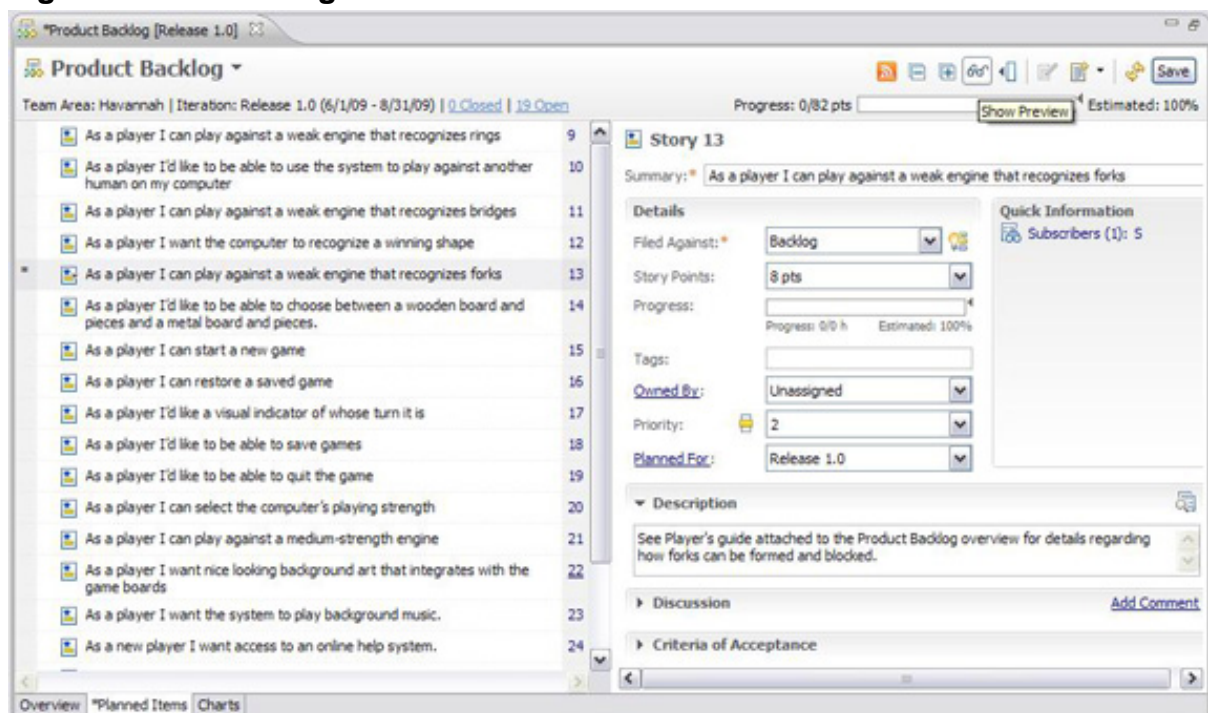 *Product Backlog [Release 1.0]
Product Backlog
Save
Team Area: Havannah | Iteration: Release 1.0 (6/1/09 - 8/31/09) | 0 Closed | 19 Open
Progress: 0/82 pts
Estimated: 100%
Show Preview
As a player I can play against a weak engine that recognizes rings 9
As a player I'd like to be able to use the system to play against another
human on my computer 10
As a player I can play against a weak engine that recognizes bridges 11
As a player I want the computer to recognize a winning shape 12
As a player I can play against a weak engine that recognizes forks 13
As a player I'd like to be able to choose between a wooden board and
pieces and a metal board and pieces. 14
As a player I can start a new game 15
As a player I can restore a saved game 16
As a player I'd like a visual indicator of whose turn it is 17
As a player I'd like to be able to save games 18
As a player I'd like to be able to quit the game 19
As a player I can select the computer's playing strength 20
As a player I can play against a medium-strength engine 21
As a player I want nice looking background art that integrates with the
game boards 22
As a player I want the system to play background music. 23
As a new player I want access to an online help system. 24
Story 13
Summary:* As a player I can play against a weak engine that recognizes forks
Details
Filed Against:* Backlog
Story Points: 8 pts
Progress:
Progress: 0/0 h Estimated: 100%
Tags:
Owned By: Unassigned
Priority: 2
Planned For: Release 1.0
Quick Information
Subscribers (1): S
Description
See Player's guide attached to the Product Backlog overview for details regarding
how forks can be formed and blocked.
Discussion
Add Comment
Criteria of Acceptance
Overview *Planned Items Charts